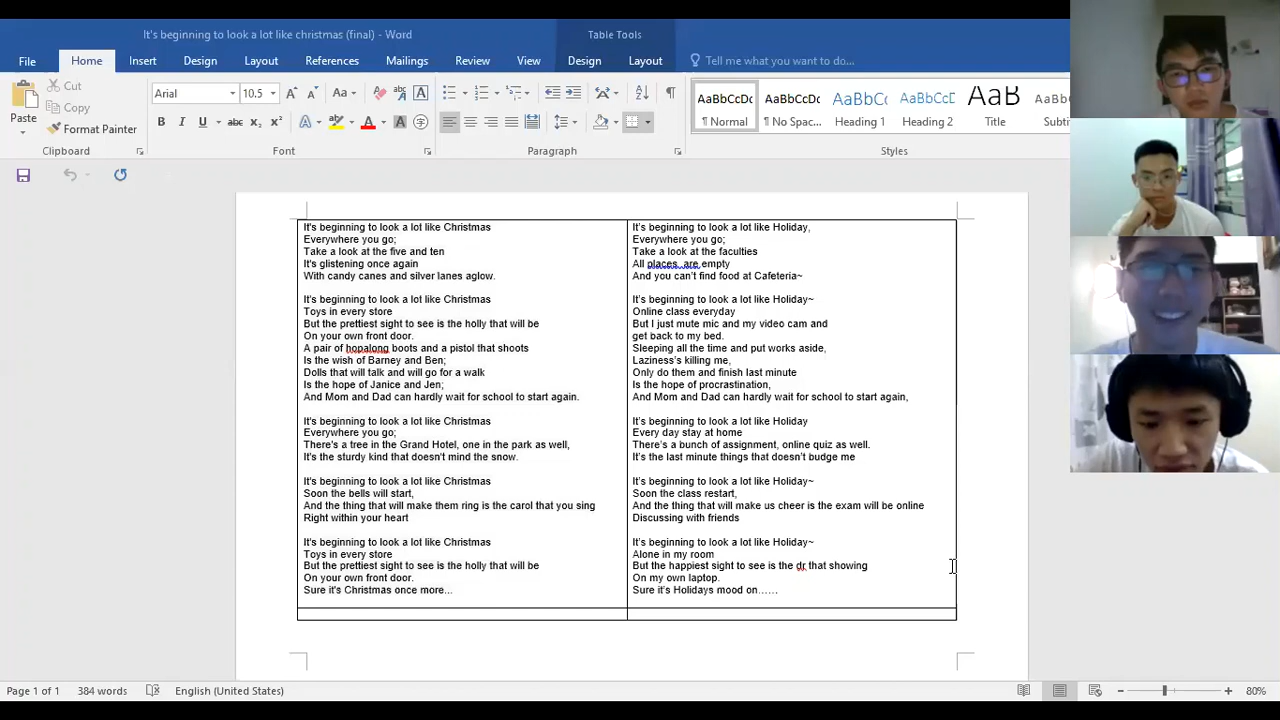 It's beginning to look a lot like christmas (final) - Word
Table Tools
File
Home
Insert
Design
Layout
References
Mailings
Review
View
Design
Layout
Tell me what you want to do...
Paste
Cut
Copy
Format Painter
Clipboard
Arial
10.5
Font
Paragraph
AaBbCcDc
AaBbCcDc
AaBbC
AaBbCcD
AaB
AaBbCcD
¶ Normal
¶ No Spac...
Heading 1
Heading 2
Title
Subti
Styles
It's beginning to look a lot like Christmas
Everywhere you go;
Take a look at the five and ten
It's glistening once again
With candy canes and silver lanes aglow.
It's beginning to look a lot like Christmas
Toys in every store
But the prettiest sight to see is the holly that will be
On your own front door.
A pair of hopalong boots and a pistol that shoots
Is the wish of Barney and Ben;
Dolls that will talk and will go for a walk
Is the hope of Janice and Jen;
And Mom and Dad can hardly wait for school to start again.
It's beginning to look a lot like Christmas
Everywhere you go;
There's a tree in the Grand Hotel, one in the park as well,
It's the sturdy kind that doesn't mind the snow.
It's beginning to look a lot like Christmas
Soon the bells will start,
And the thing that will make them ring is the carol that you sing
Right within your heart
It's beginning to look a lot like Christmas
Toys in every store
But the prettiest sight to see is the holly that will be
On your own front door.
Sure it's Christmas once more...
It's beginning to look a lot like Holiday,
Everywhere you go;
Take a look at the faculties
All places are empty
And you can't find food at Cafeteria~
It's beginning to look a lot like Holiday~
Online class everyday
But I just mute mic and my video cam and
get back to my bed.
Sleeping all the time and put works aside,
Laziness's killing me,
Only do them and finish last minute
Is the hope of procrastination,
And Mom and Dad can hardly wait for school to start again,
It's beginning to look a lot like Holiday
Every day stay at home
There's a bunch of assignment, online quiz as well.
It's the last minute things that doesn't budge me
It's beginning to look a lot like Holiday~
Soon the class restart,
And the thing that will make us cheer is the exam will be online
Discussing with friends
It's beginning to look a lot like Holiday~
Alone in my room
But the happiest sight to see is the dr that showing
On my own laptop.
Sure it's Holidays mood on......
Page 1 of 1
384 words
English (United States)
80%